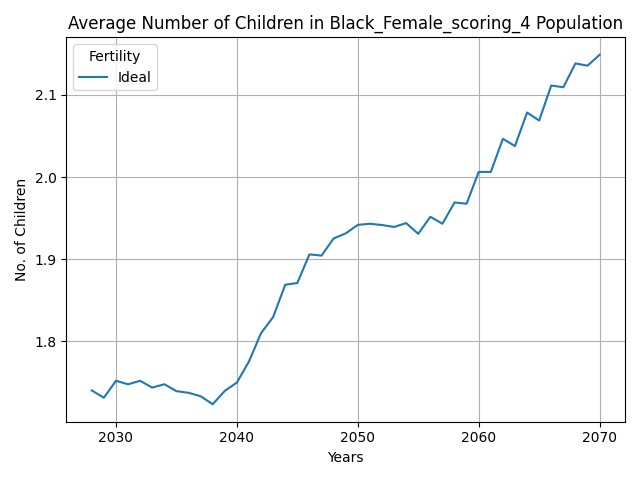 Average Number of Children in Black_Female_scoring_4 Population
Fertility
Ideal
No. of Children
2.1
2.0
1.9
1.8
2030 2040 2050 2060 2070
Years